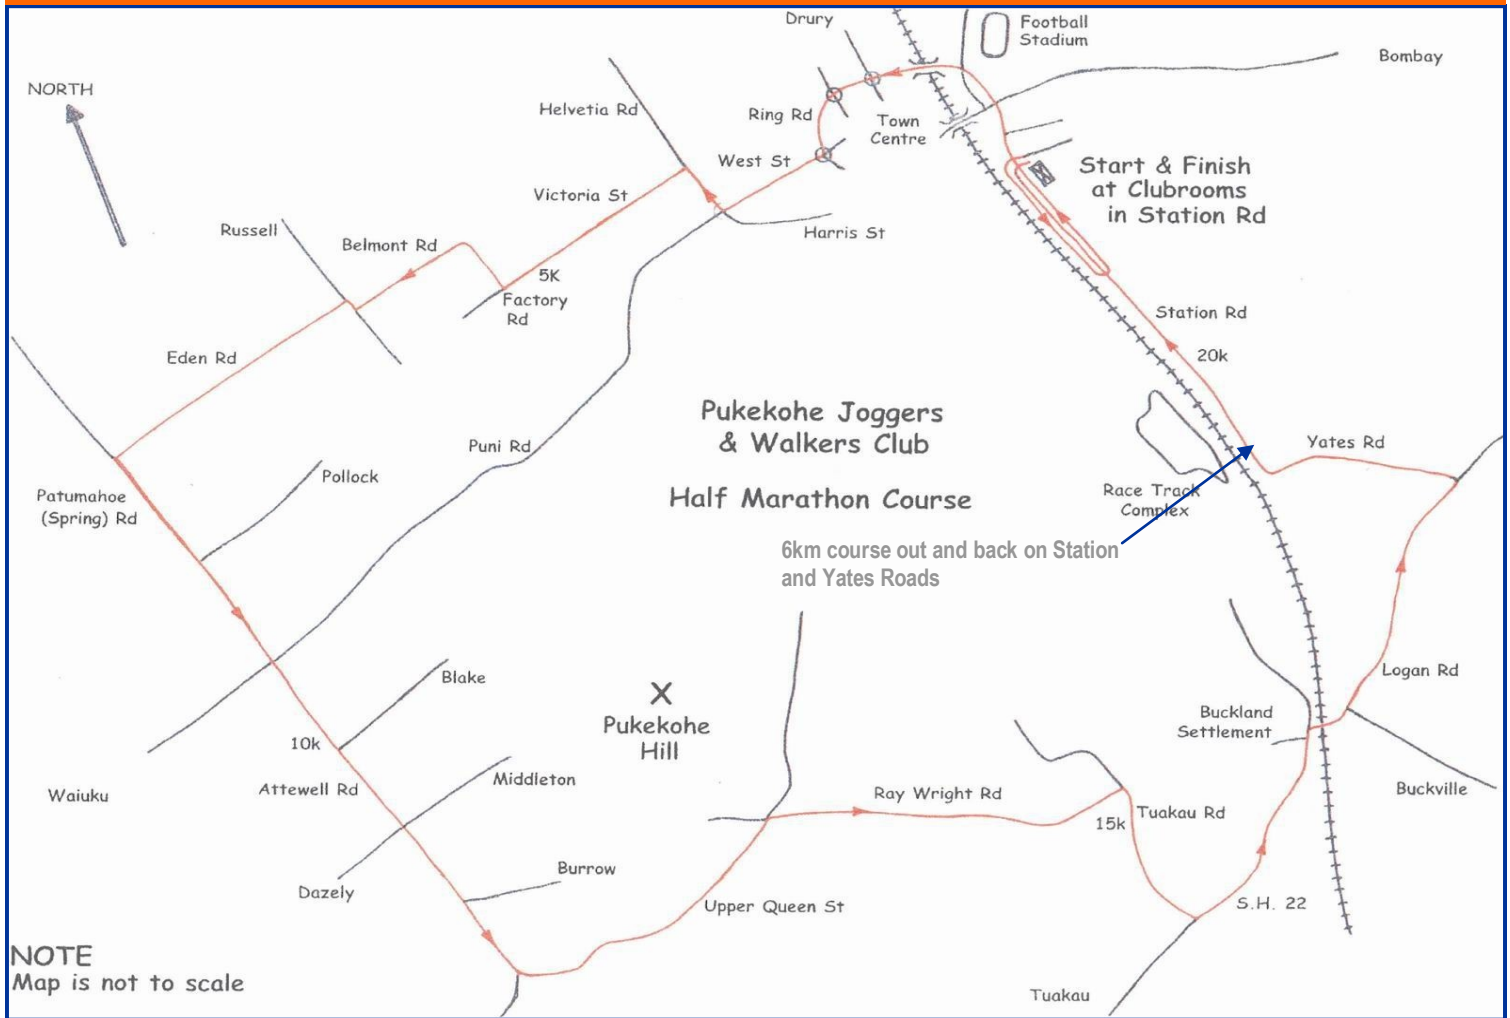 Drury
Football
Stadium
Bombay
NORTH
Helvetia Rd
Ring Rd
Town
Centre
West St
Start & Finish
at Clubrooms
in Station Rd
Victoria St
Harris St
Russell
Belmont Rd
5K
Factory
Rd
Station Rd
20k
Eden Rd
Pukekohe Joggers
& Walkers Club
Half Marathon Course
Puni Rd
Yates Rd
Pollock
Patumahoe
(Spring) Rd
Race Track
Complex
6km course out and back on Station
and Yates Roads
Blake
X
Pukekohe
Hill
Logan Rd
Buckland
Settlement
10k
Attewell Rd
Middleton
Waiuku
Ray Wright Rd
Buckville
15k
Tuakau Rd
Dazely
Burrow
Upper Queen St
S.H. 22
NOTE
Map is not to scale
Tuakau